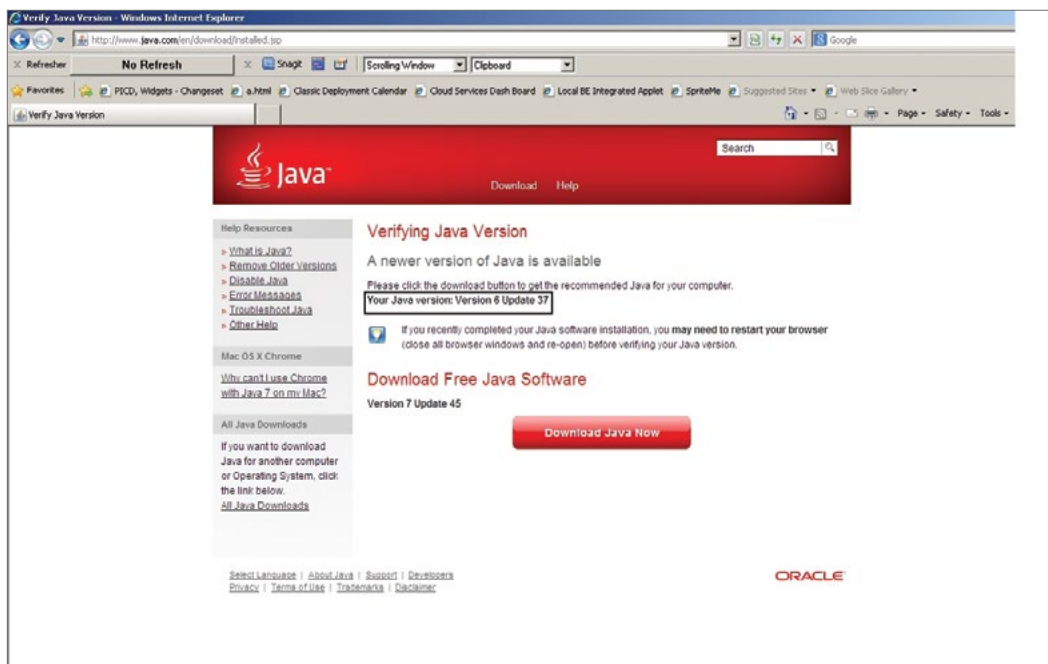 Verify Java Version - Windows Internet Explorer
http://www.java.com/en/download/installed.jsp
Google
x Refresher No Refresh x SnagIt Scrolling Window Clipboard
Favorites PICD, Widgets - Changeset a.html Classic Deployment Calendar Cloud Services Dash Board Local BE Integrated Applet SpriteMe Suggested Sites Web Slice Gallery
Verify Java Version
Page Safety Tools
Java
Search
Download Help
Help Resources
» What is Java?
» Remove Older Versions
» Disable Java
» Error Messages
» Troubleshoot Java
» Other Help
Mac OS X Chrome
Why can't I use Chrome
with Java 7 on my Mac?
All Java Downloads
If you want to download
Java for another computer
or Operating System, click
the link below.
All Java Downloads
Verifying Java Version
A newer version of Java is available
Please click the download button to get the recommended Java for your computer.
Your Java version: Version 6 Update 37
If you recently completed your Java software installation, you may need to restart your browser
(close all browser windows and re-open) before verifying your Java version.
Download Free Java Software
Version 7 Update 45
Download Java Now
Select Language | About Java | Support | Developers
Privacy | Terms of Use | Trademarks | Disclaimer
ORACLE